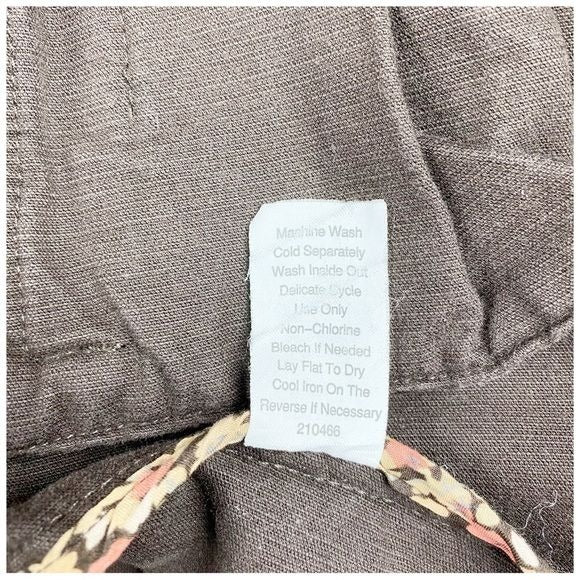 Machine Wash
Cold Separately
Wash Inside Out
Delicate Cycle
Use Only
Non-Chlorine
Bleach If Needed
Lay Flat To Dry
Cool Iron On The
Reverse If Necessary
210466